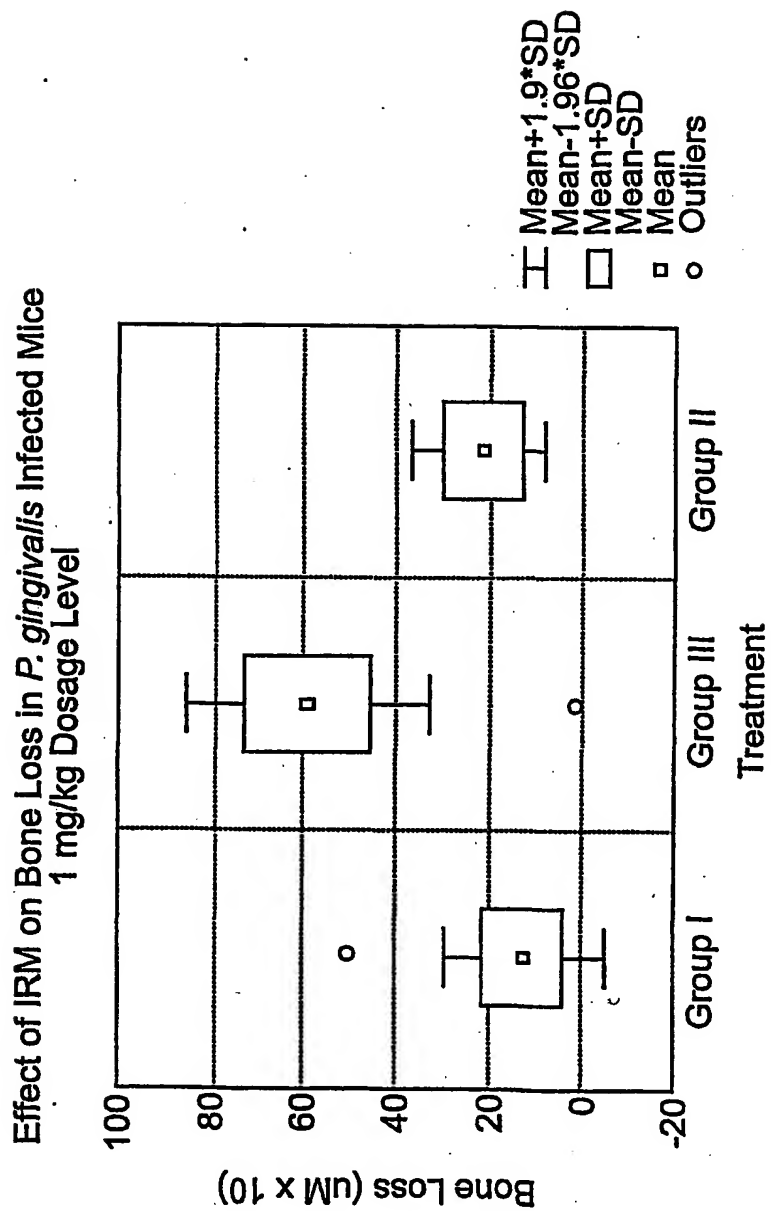 Effect of IRM on Bone Loss in P. gingivalis Infected Mice
1 mg/kg Dosage Level
Bone Loss (uM x 10)
100
80
60
40
20
0
-20
Group I
Group III
Group II
Treatment
Mean+1.9*SD
Mean-1.96*SD
Mean+SD
Mean-SD
Mean
Outliers